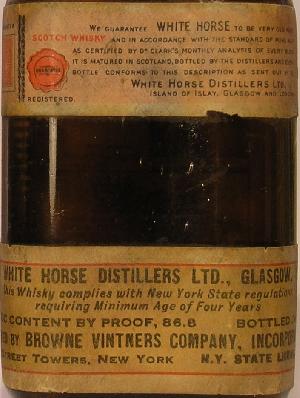 We guarantee WHITE HORSE to be very old
SCOTCH WHISKY and in accordance with the standard of
as certified by Dr Clark's monthly analysis of every
it is matured in Scotland, bottled by the distillers and
bottle conforms to this description as sent out
White Horse Distillers Ltd.
Island of Islay, Glasgow and
REGISTERED.
WHITE HORSE DISTILLERS LTD., GLASGOW,
This Whisky complies with New York State regulation
requiring Minimum Age of Four Years
CONTENT BY PROOF, 86.8 BOTTLED
BY BROWNE VINTNERS COMPANY, INCORPO
STREET TOWERS, NEW YORK N.Y. STATE